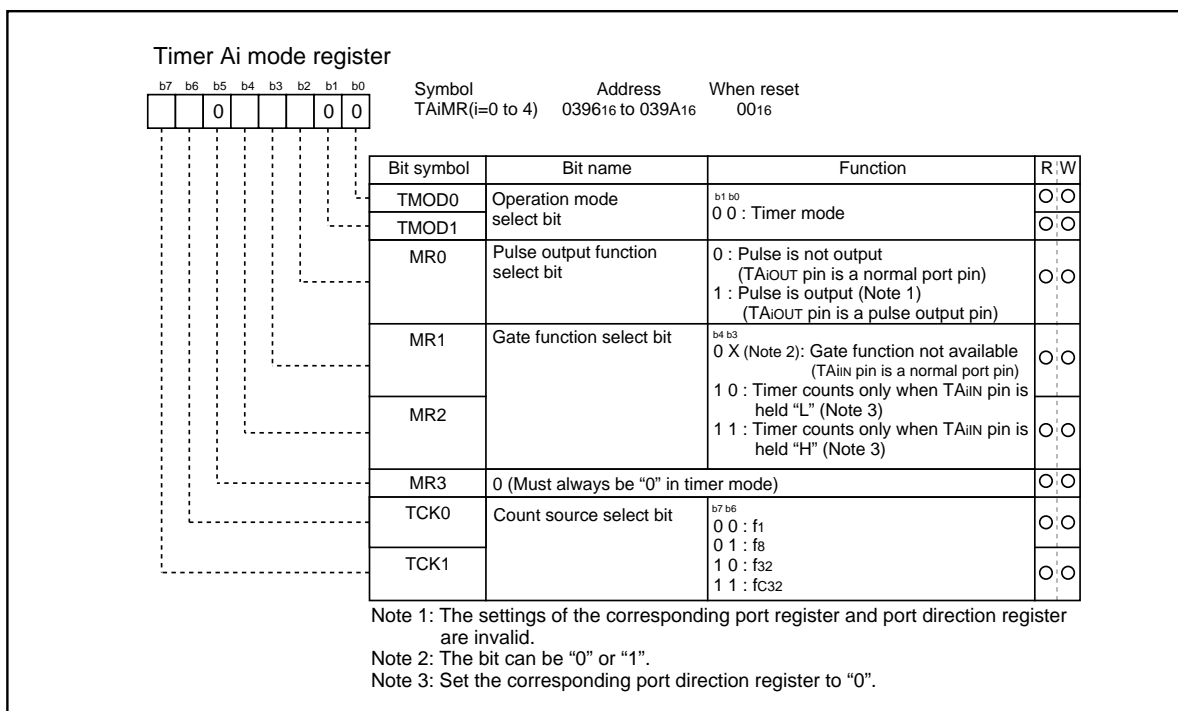 Timer Ai mode register
b7 b6 b5 b4 b3 b2 b1 b0
0 0 0
Symbol Address When reset
TAiMR(i=0 to 4) 039616 to 039A16 0016
Bit symbol Bit name Function R W
TMOD0 Operation mode select bit b1 b0
TMOD1 0 0 : Timer mode
MR0 Pulse output function select bit 0 : Pulse is not output
(TAiOUT pin is a normal port pin)
1 : Pulse is output (Note 1)
(TAiOUT pin is a pulse output pin)
MR1 Gate function select bit b4 b3
0 X (Note 2): Gate function not available
(TAiIN pin is a normal port pin)
1 0 : Timer counts only when TAiIN pin is
held “L” (Note 3)
MR2 1 1 : Timer counts only when TAiIN pin is
held “H” (Note 3)
MR3 0 (Must always be “0” in timer mode)
TCK0 Count source select bit b7 b6
0 0 : f1
0 1 : f8
TCK1 1 0 : f32
1 1 : fC32
Note 1: The settings of the corresponding port register and port direction register
are invalid.
Note 2: The bit can be “0” or “1”.
Note 3: Set the corresponding port direction register to “0”.